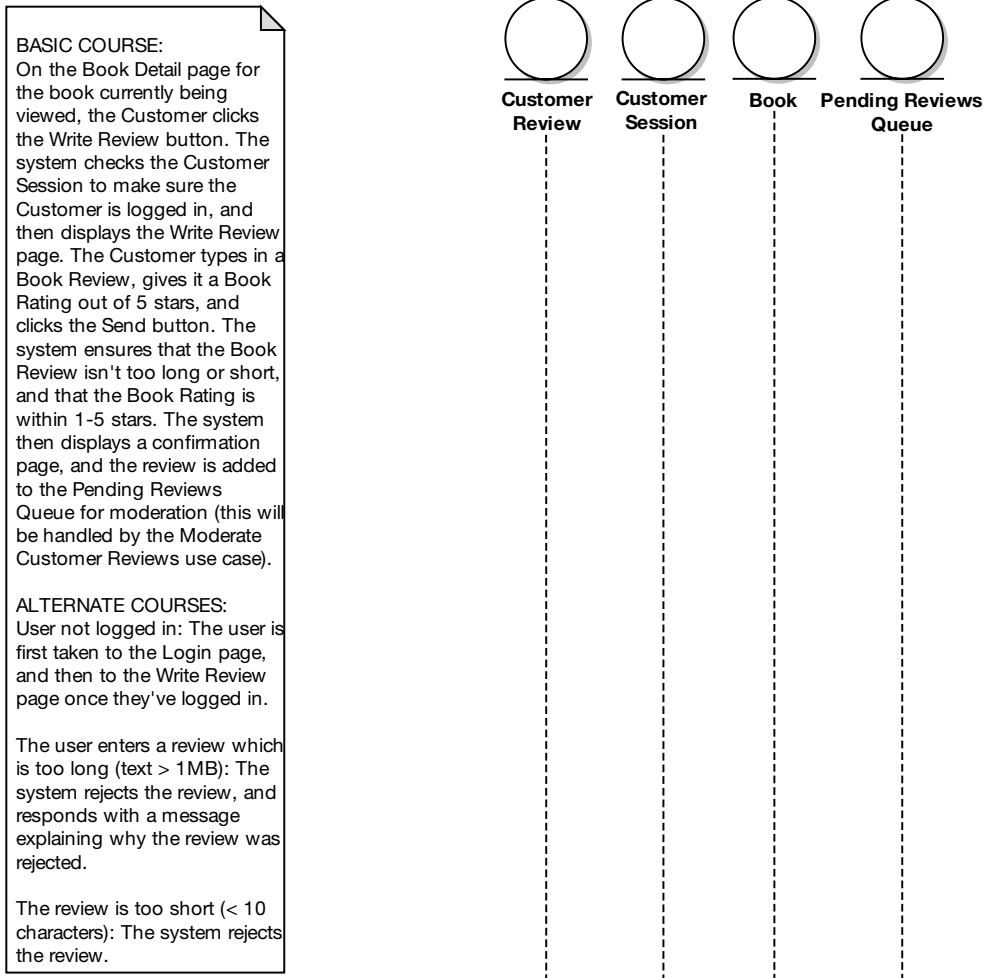 BASIC COURSE:
On the Book Detail page for
the book currently being
viewed, the Customer clicks
the Write Review button. The
system checks the Customer
Session to make sure the
Customer is logged in, and
then displays the Write Review
page. The Customer types in a
Book Review, gives it a Book
Rating out of 5 stars, and
clicks the Send button. The
system ensures that the Book
Review isn't too long or short,
and that the Book Rating is
within 1-5 stars. The system
then displays a confirmation
page, and the review is added
to the Pending Reviews
Queue for moderation (this will
be handled by the Moderate
Customer Reviews use case).
ALTERNATE COURSES:
User not logged in: The user is
first taken to the Login page,
and then to the Write Review
page once they've logged in.
The user enters a review which
is too long (text > 1MB): The
system rejects the review, and
responds with a message
explaining why the review was
rejected.
The review is too short (< 10
characters): The system rejects
the review.
Customer
Review
Customer
Session
Book
Pending Reviews
Queue